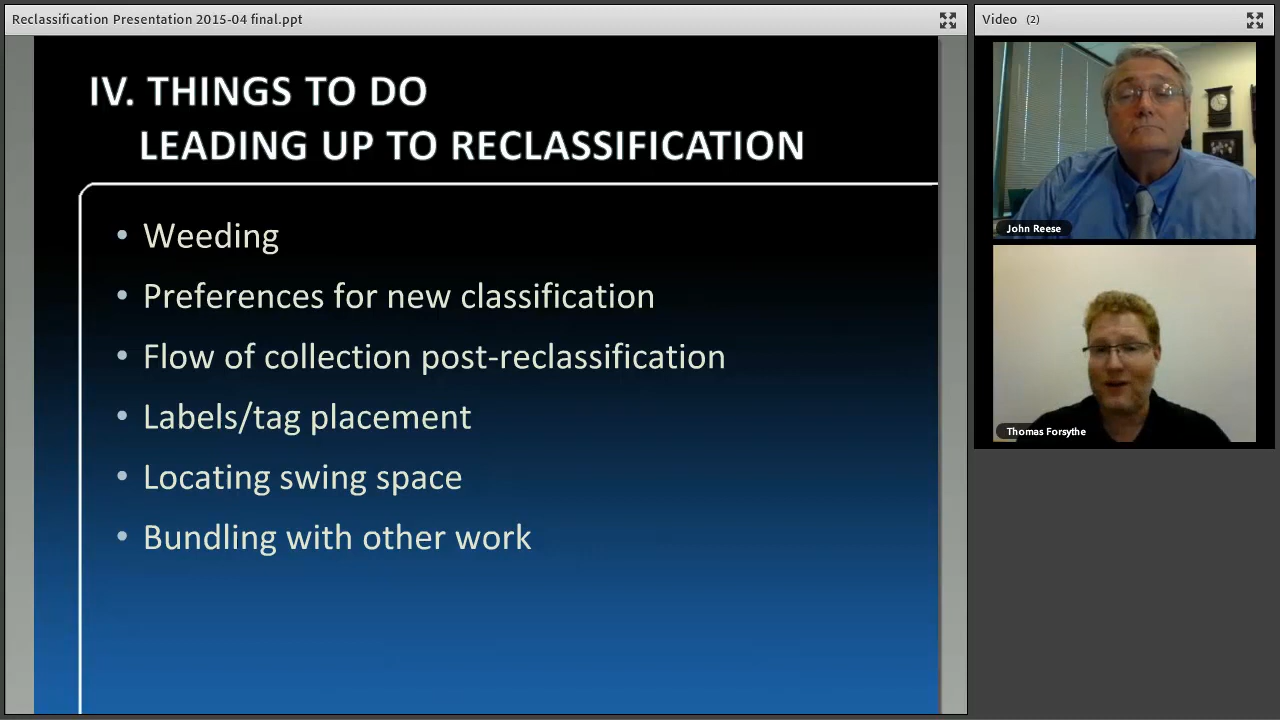 Reclassification Presentation 2015-04 final.ppt
IV. THINGS TO DO
LEADING UP TO RECLASSIFICATION
• Weeding
• Preferences for new classification
• Flow of collection post-reclassification
• Labels/tag placement
• Locating swing space
• Bundling with other work
Video (2)
John Reese
Thomas Forsythe